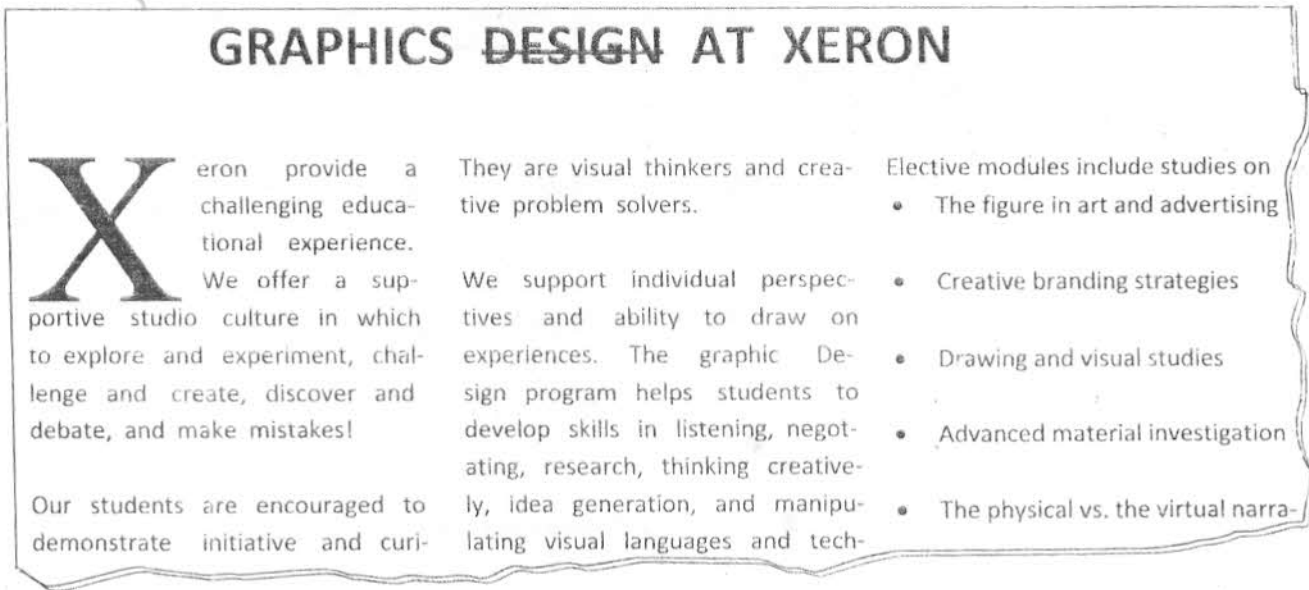 GRAPHICS DESIGN AT XERON
Xeron provide a
challenging educa-
tional experience.
We offer a sup-
portive studio culture in which
to explore and experiment, chal-
lenge and create, discover and
debate, and make mistakes!
Our students are encouraged to
demonstrate initiative and curi-
They are visual thinkers and crea-
tive problem solvers.
We support individual perspec-
tives and ability to draw on
experiences. The graphic De-
sign program helps students to
develop skills in listening, negot-
ating, research, thinking creative-
ly, idea generation, and manipu-
lating visual languages and tech-
Elective modules include studies on
• The figure in art and advertising
• Creative branding strategies
• Drawing and visual studies
• Advanced material investigation
• The physical vs. the virtual narra-